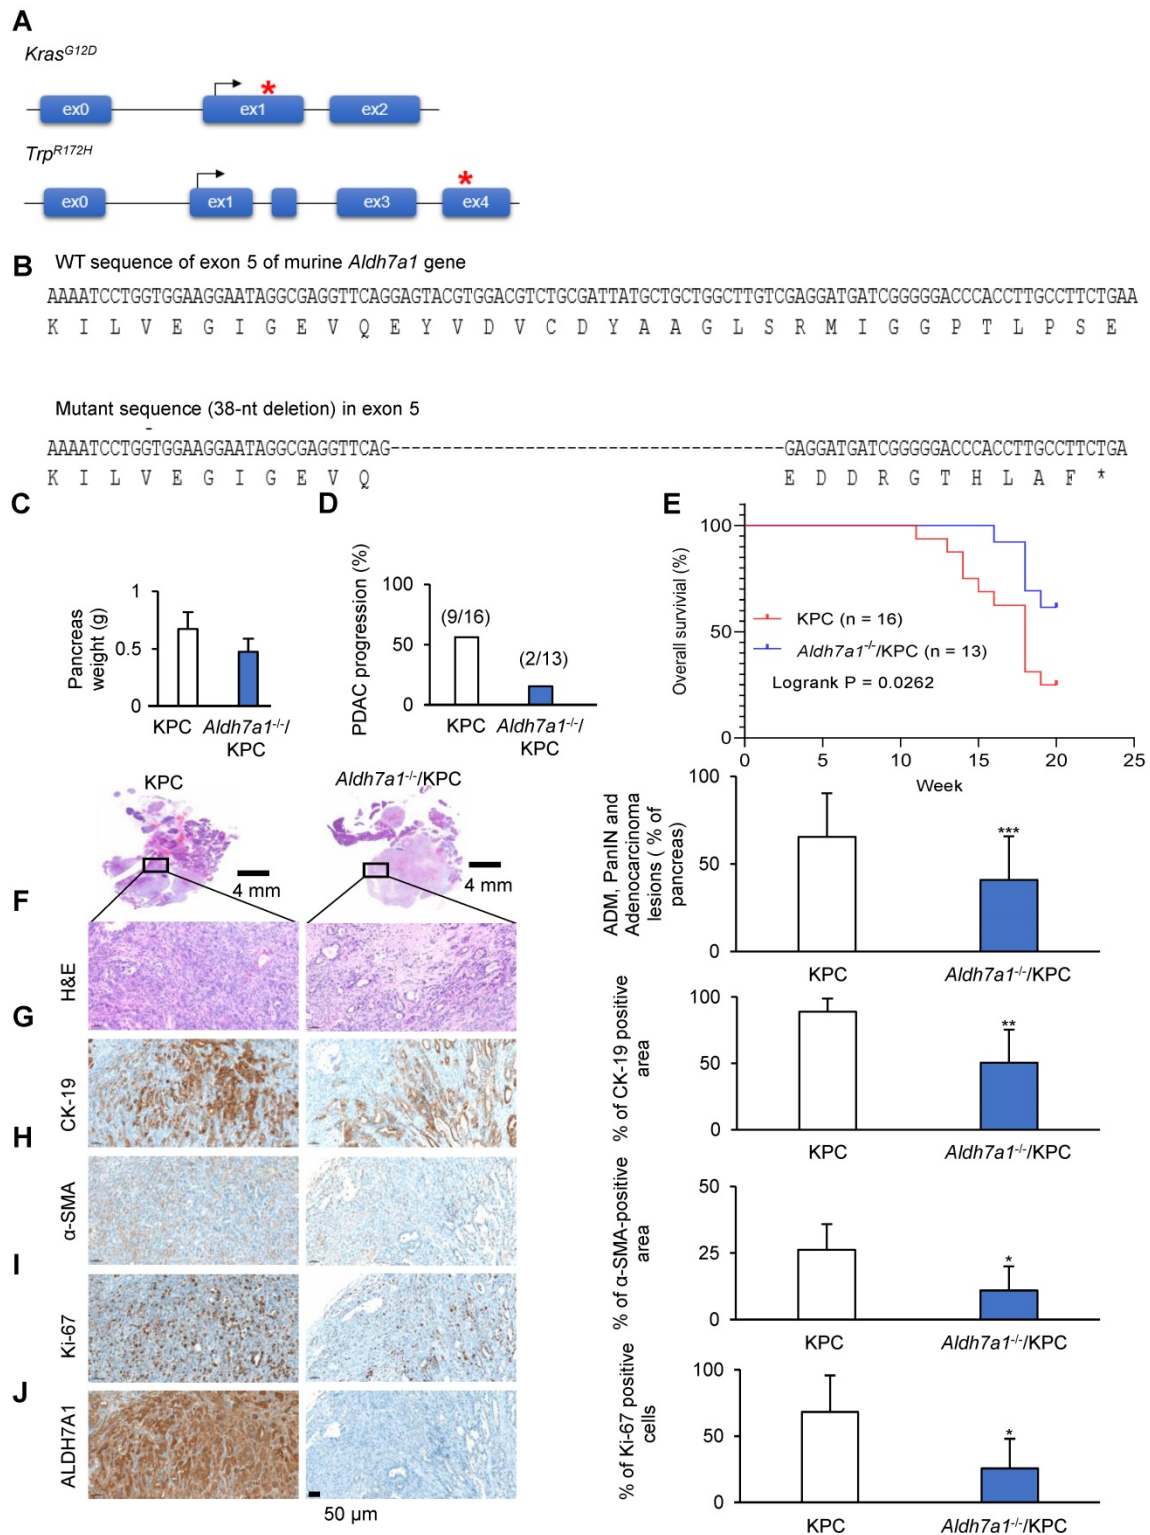 A
Kras^G12D
ex0 ex1 * ex2
Trp^R172H
ex0 ex1 ex3 ex4 *
B WT sequence of exon 5 of murine Aldh7a1 gene
AAAATCCTGGTGGAAGGAATAGGCGAGGTTCAGGAGTACGTGGACGTCTGCGATTATGCTGCTGGCTTGTCGAGGATGATCGGGGGACCCACCTTGCCTTCTGAA
K I L V E G I G E V Q E Y V D V C D Y A A G L S R M I G G P T L P S E
Mutant sequence (38-nt deletion) in exon 5
AAAATCCTGGTGGAAGGAATAGGCGAGGTTCAG--------------------------------------GAGGATGATCGGGGGACCCACCTTGCCTTCTGA
K I L V E G I G E V Q E D D R G T H L A F *
C
Pancreas weight (g)
1
0.5
0
KPC Aldh7a1-/-/KPC
D
PDAC progression (%)
100
50
0
(9/16)
(2/13)
KPC Aldh7a1-/-/KPC
E
Overall survivial (%)
100
50
0
KPC (n = 16)
Aldh7a1-/-/KPC (n = 13)
Logrank P = 0.0262
0 5 10 15 20 25
Week
KPC Aldh7a1-/-/KPC
4 mm 4 mm
F
H&E
ADM, PanIN and Adenocarcinoma lesions ( % of pancreas)
100
50
0
***
KPC Aldh7a1-/-/KPC
G
CK-19
% of CK-19 positive area
100
50
0
**
KPC Aldh7a1-/-/KPC
H
α-SMA
% of α-SMA-positive area
50
25
0
*
KPC Aldh7a1-/-/KPC
I
Ki-67
% of Ki-67 positive cells
100
50
0
*
KPC Aldh7a1-/-/KPC
J
ALDH7A1
50 μm